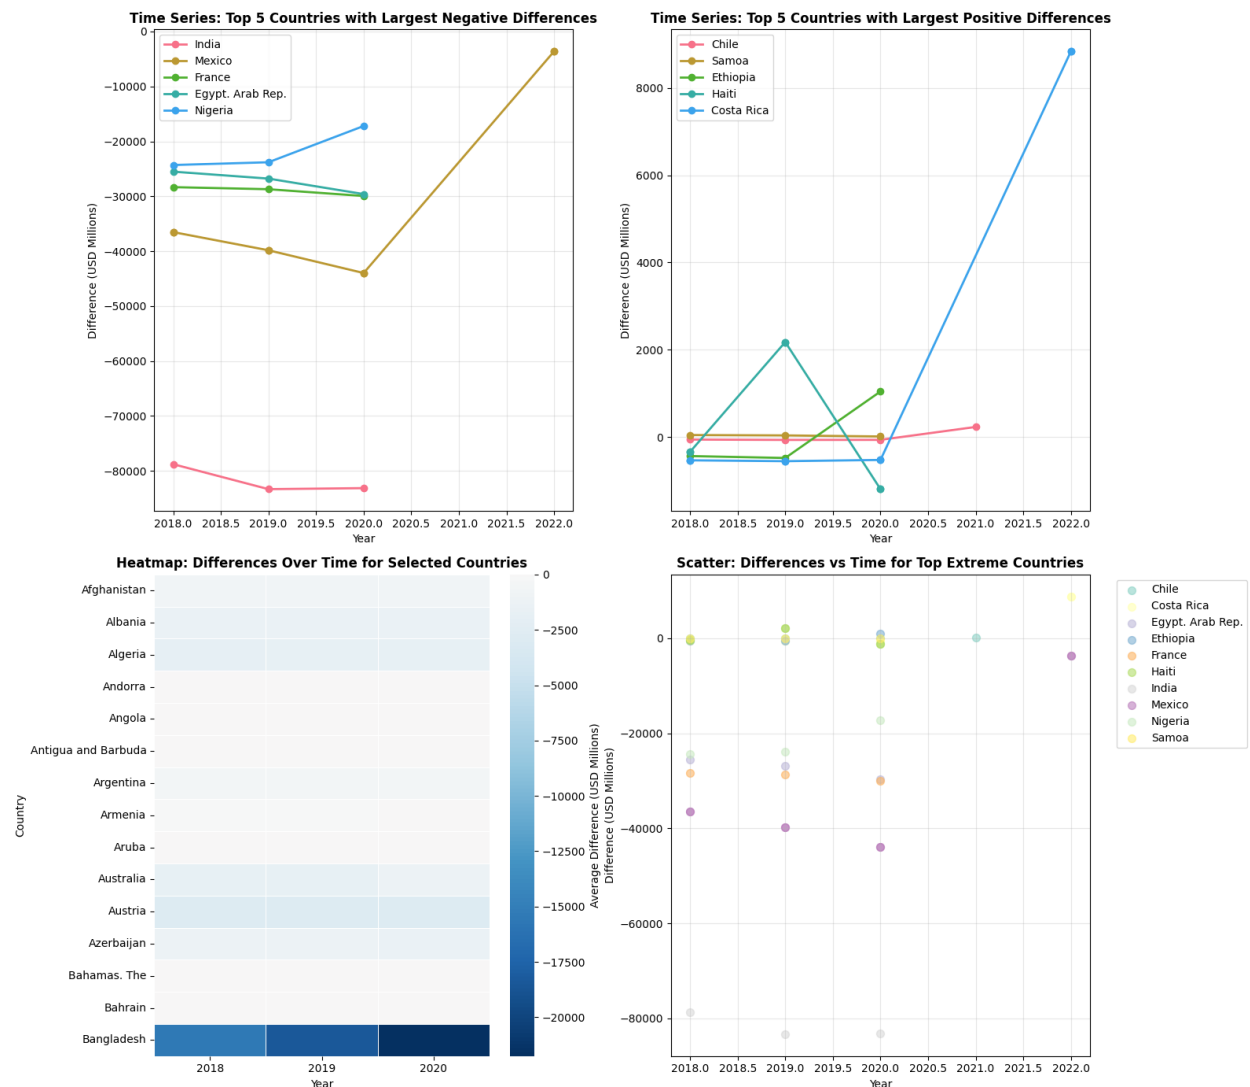 Time Series: Top 5 Countries with Largest Negative Differences
0
−10000
−20000
−30000
−40000
−50000
−60000
−70000
−80000
Difference (USD Millions)
India
Mexico
France
Egypt. Arab Rep.
Nigeria
2018.0 2018.5 2019.0 2019.5 2020.0 2020.5 2021.0 2021.5 2022.0
Year
Time Series: Top 5 Countries with Largest Positive Differences
8000
6000
4000
2000
0
Difference (USD Millions)
Chile
Samoa
Ethiopia
Haiti
Costa Rica
2018.0 2018.5 2019.0 2019.5 2020.0 2020.5 2021.0 2021.5 2022.0
Year
Heatmap: Differences Over Time for Selected Countries
Country
Afghanistan
Albania
Algeria
Andorra
Angola
Antigua and Barbuda
Argentina
Armenia
Aruba
Australia
Austria
Azerbaijan
Bahamas. The
Bahrain
Bangladesh
2018 2019 2020
Year
0
−2500
−5000
−7500
−10000
−12500
−15000
−17500
−20000
Average Difference (USD Millions)
Scatter: Differences vs Time for Top Extreme Countries
0
−20000
−40000
−60000
−80000
Difference (USD Millions)
2018.0 2018.5 2019.0 2019.5 2020.0 2020.5 2021.0 2021.5 2022.0
Year
Chile
Costa Rica
Egypt. Arab Rep.
Ethiopia
France
Haiti
India
Mexico
Nigeria
Samoa